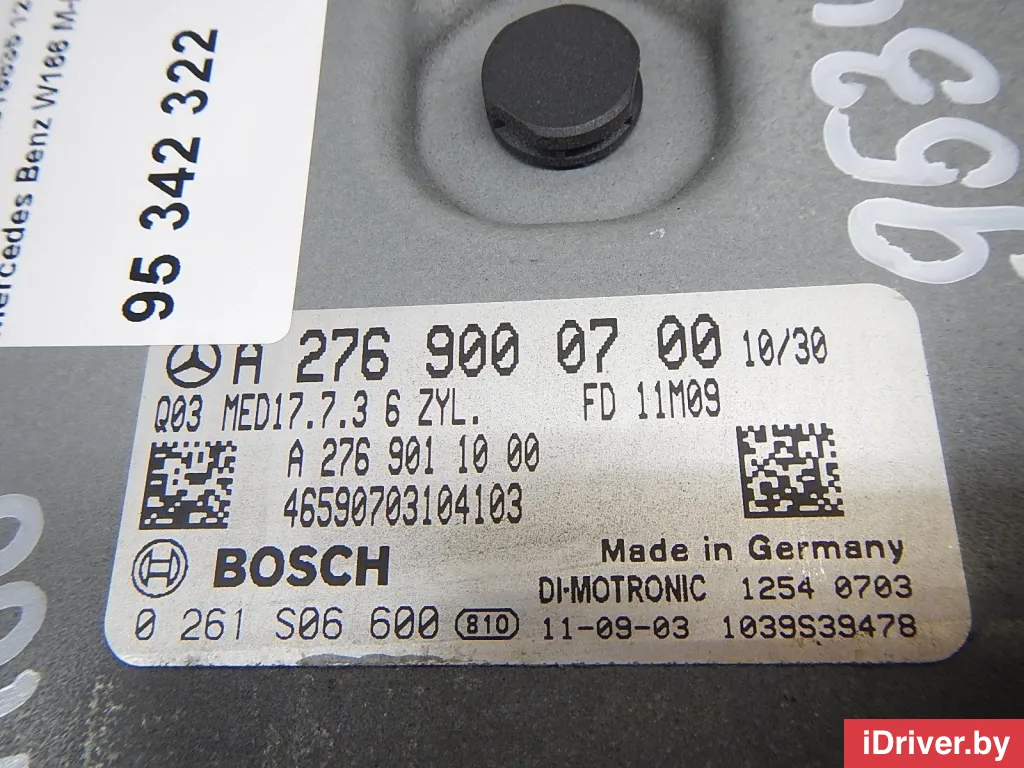 Mercedes Benz W166 M-
95 342 322
A 276 900 07 00 10/30
Q03 MED17.7.3 6 ZYL. FD 11M09
A 276 901 10 00
46590703104103
BOSCH Made in Germany
DI-MOTRONIC 1254 0703
0 261 S06 600 810 11-09-03 1039S39478
iDriver.by